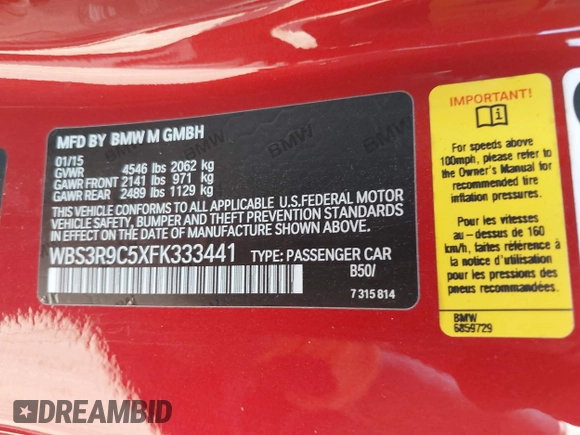 MFD BY BMW M GMBH
01/15
GVWR 4546 lbs 2062 kg
GAWR FRONT 2141 lbs 971 kg
GAWR REAR 2489 lbs 1129 kg
THIS VEHICLE CONFORMS TO ALL APPLICABLE U.S.FEDERAL MOTOR
VEHICLE SAFETY, BUMPER AND THEFT PREVENTION STANDARDS
IN EFFECT ON THE DATE OF MANUFACTURE SHOWN ABOVE.
WBS3R9C5XFK333441 TYPE: PASSENGER CAR
B50/
7 315 814
IMPORTANT!
For speeds above
100mph, please refer to
the Owner's Manual for
recommended tire
inflation pressures.
Pour les vitesses
au-dessus de 160
km/h, veuillez référer à
la notice d'utilisation
pour les pressions de
pneu recommandées.
BMW
6859729
DREAMBID